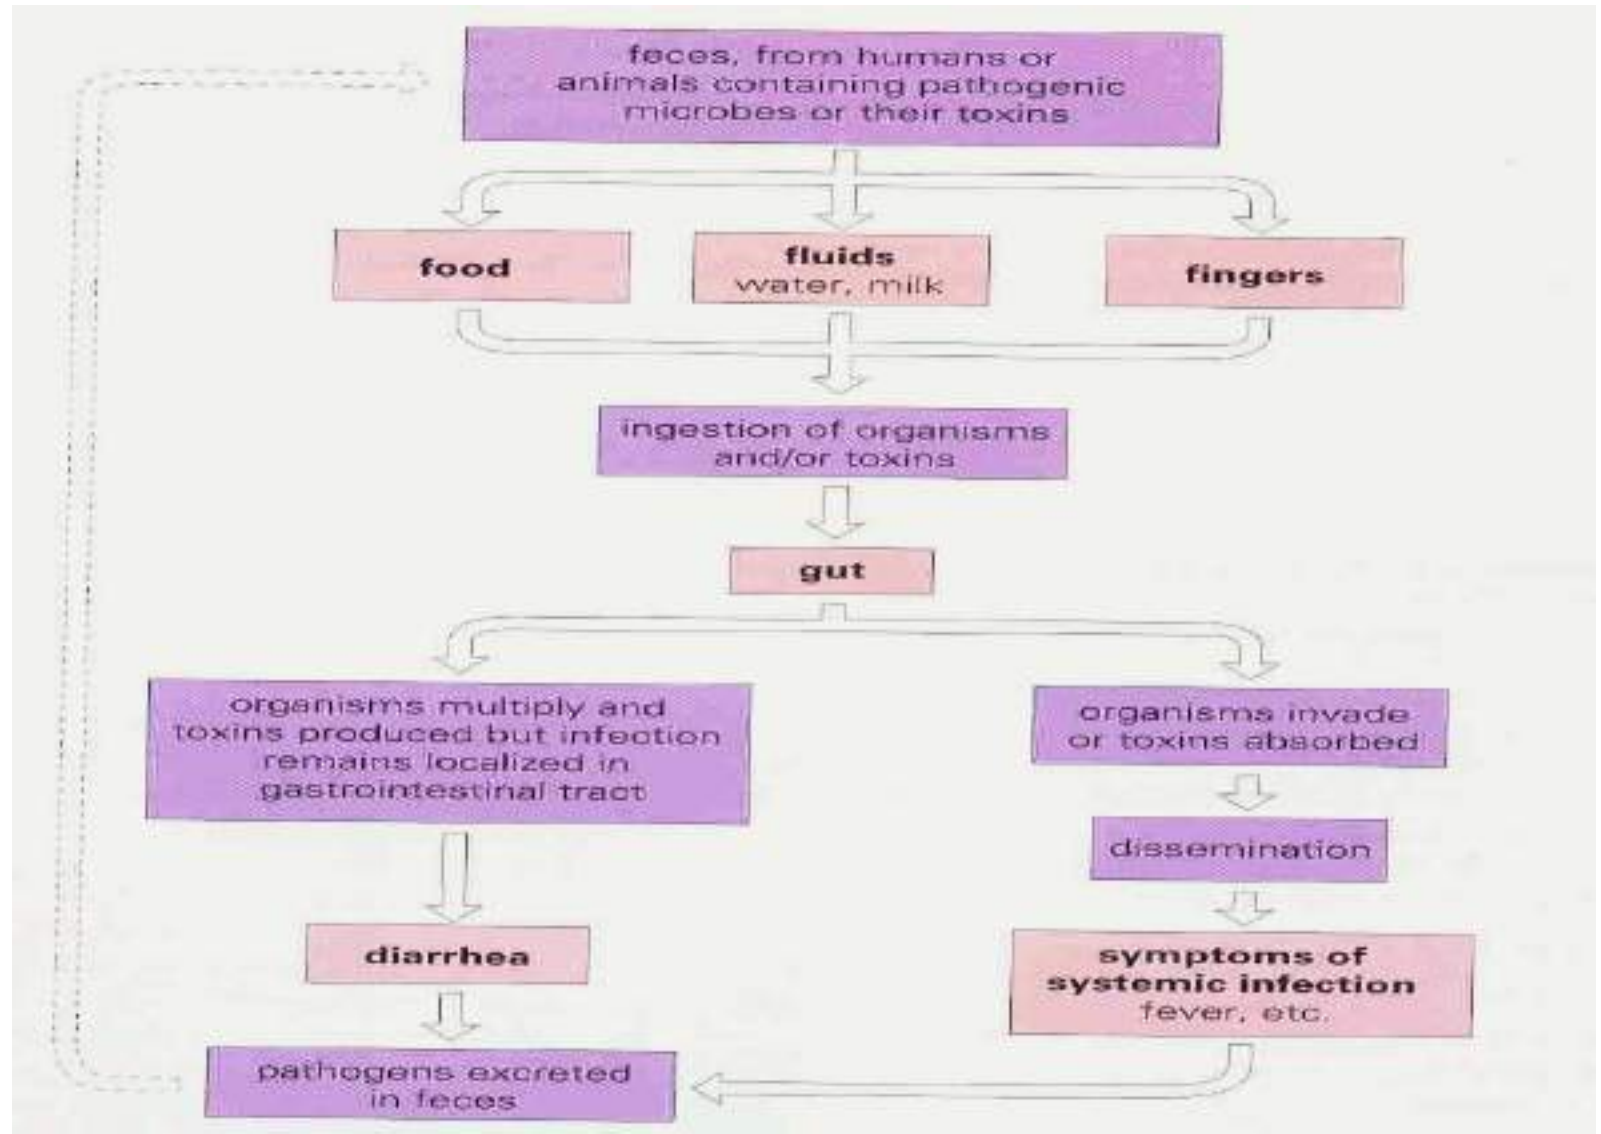 feces, from humans or
animals containing pathogenic
microbes or their toxins
food
fluids
water, milk
fingers
ingestion of organisms
and/or toxins
gut
organisms multiply and
toxins produced but infection
remains localized in
gastrointestinal tract
organisms invade
or toxins absorbed
dissemination
diarrhea
symptoms of
systemic infection
fever, etc.
pathogens excreted
in feces